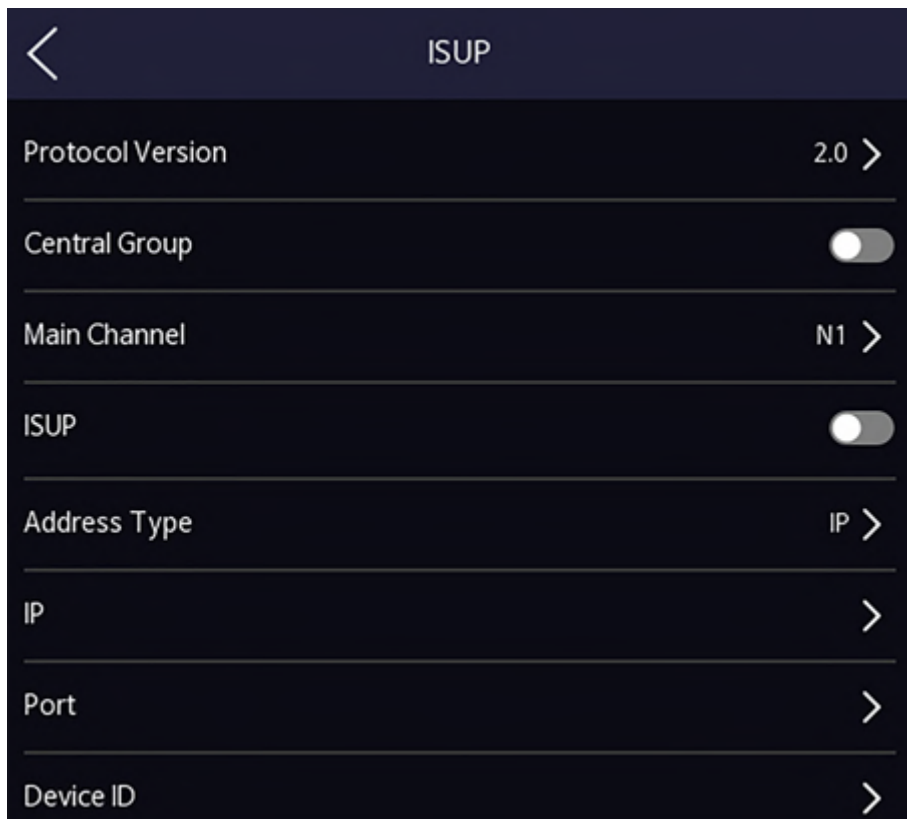 ISUP
Protocol Version 2.0
Central Group
Main Channel N1
ISUP
Address Type IP
IP
Port
Device ID